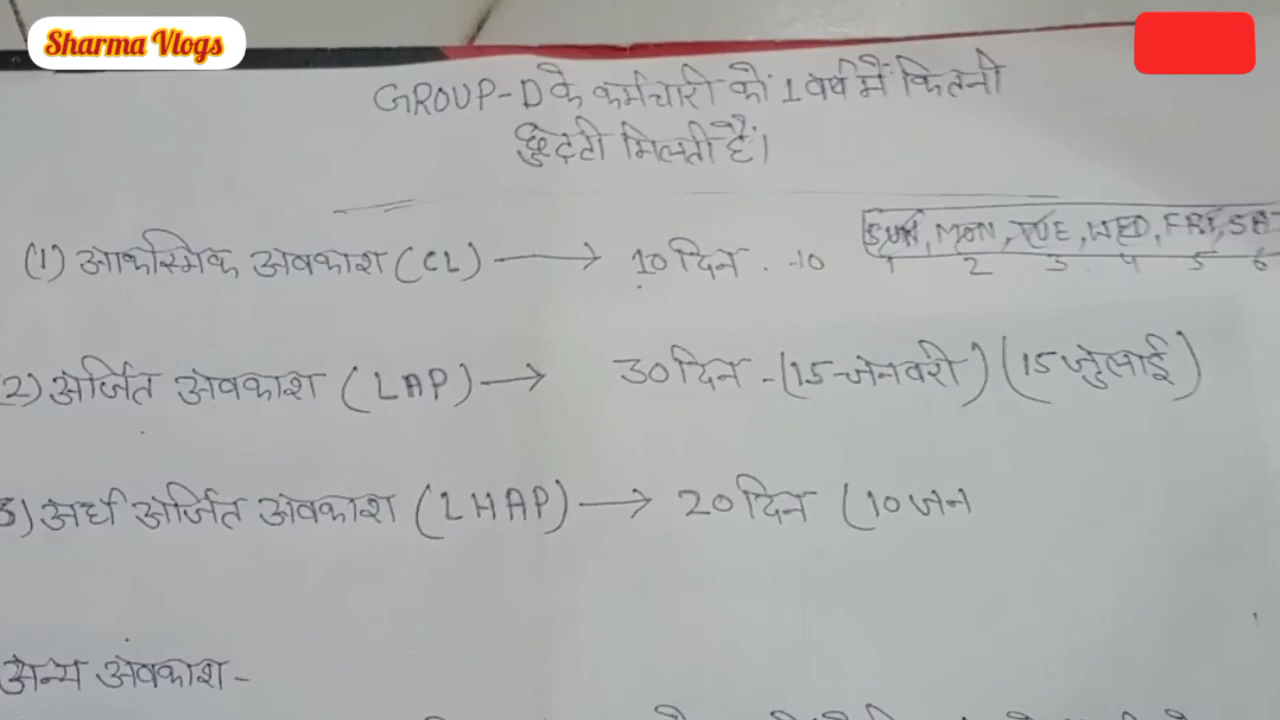 Sharma Vlogs
GROUP-D के कर्मचारी को 1 वर्ष में कितनी
छुट्टी मिलती हैं।
SUN, MON, TUE, WED, FRI, SA
(1) आकस्मिक अवकाश (CL) → 10 दिन . 10
1 2 3 4 5 6
2) अर्जित अवकाश (LAP) → 30 दिन - (15-जनवरी) (15 जुलाई)
3) अर्ध अर्जित अवकाश (LHAP) → 20 दिन (10 जन
अन्य अवकाश -